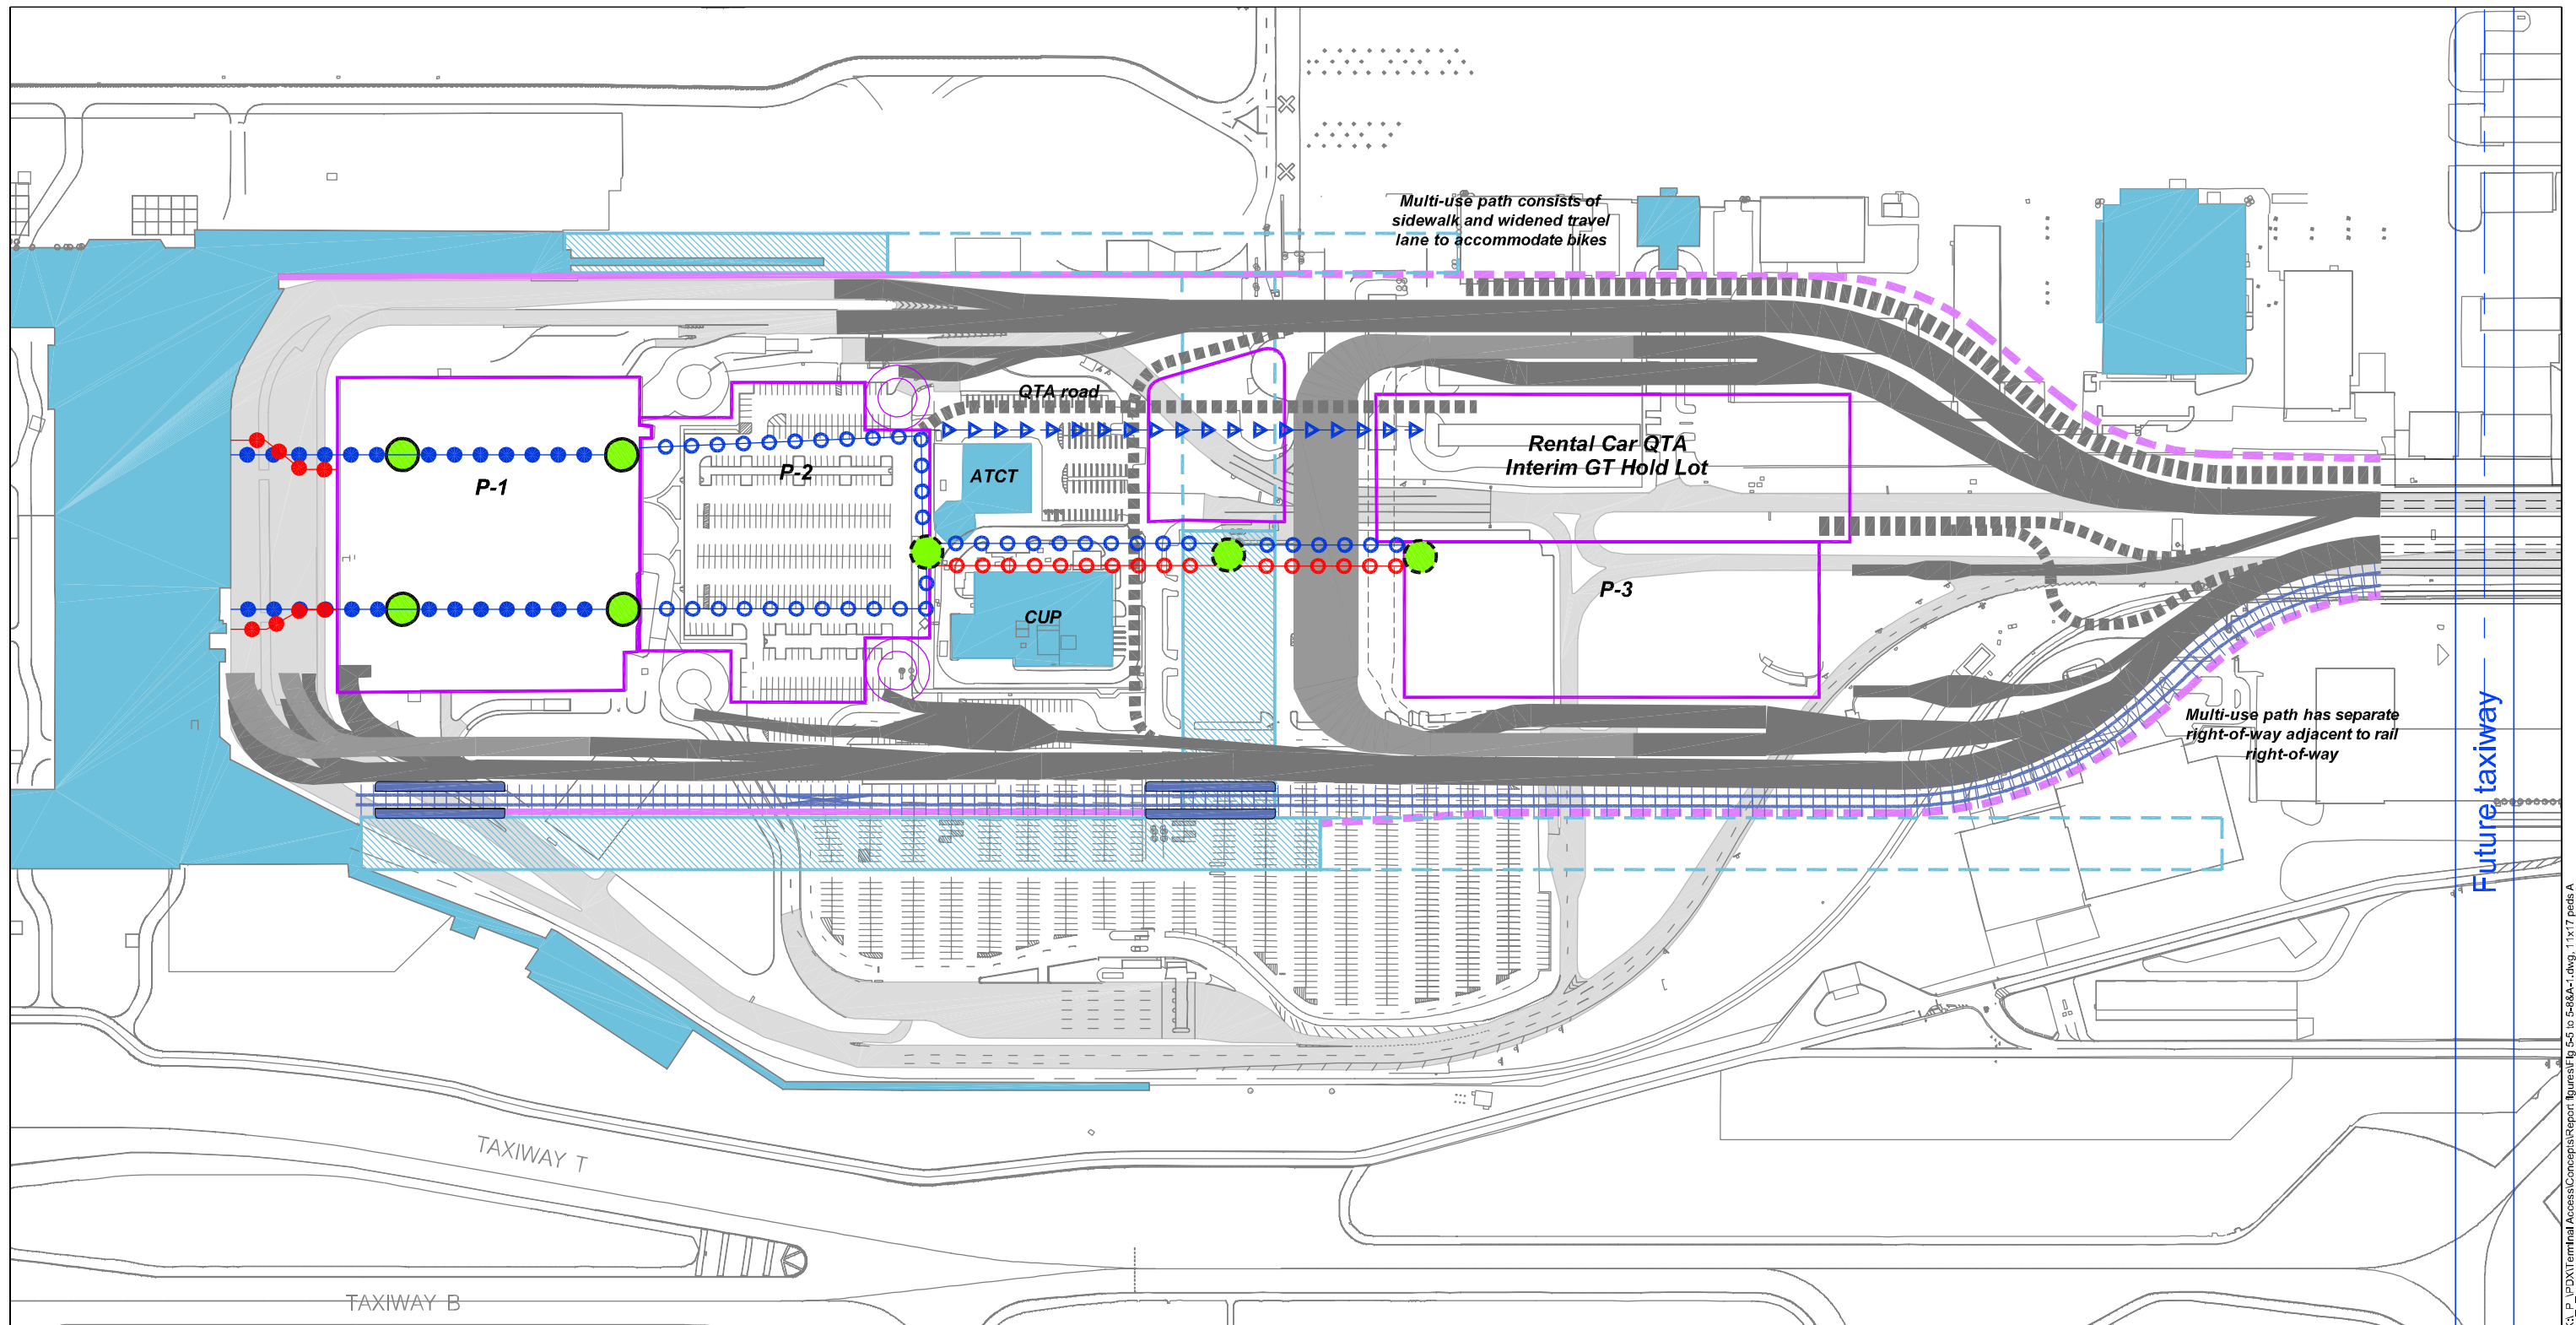 Multi-use path consists of
sidewalk and widened travel
lane to accommodate bikes
QTA road
Rental Car QTA
Interim GT Hold Lot
P-1
P-2
ATCT
P-3
CUP
Multi-use path has separate
right-of-way adjacent to rail
right-of-way
Future taxiway
TAXIWAY T
TAXIWAY B